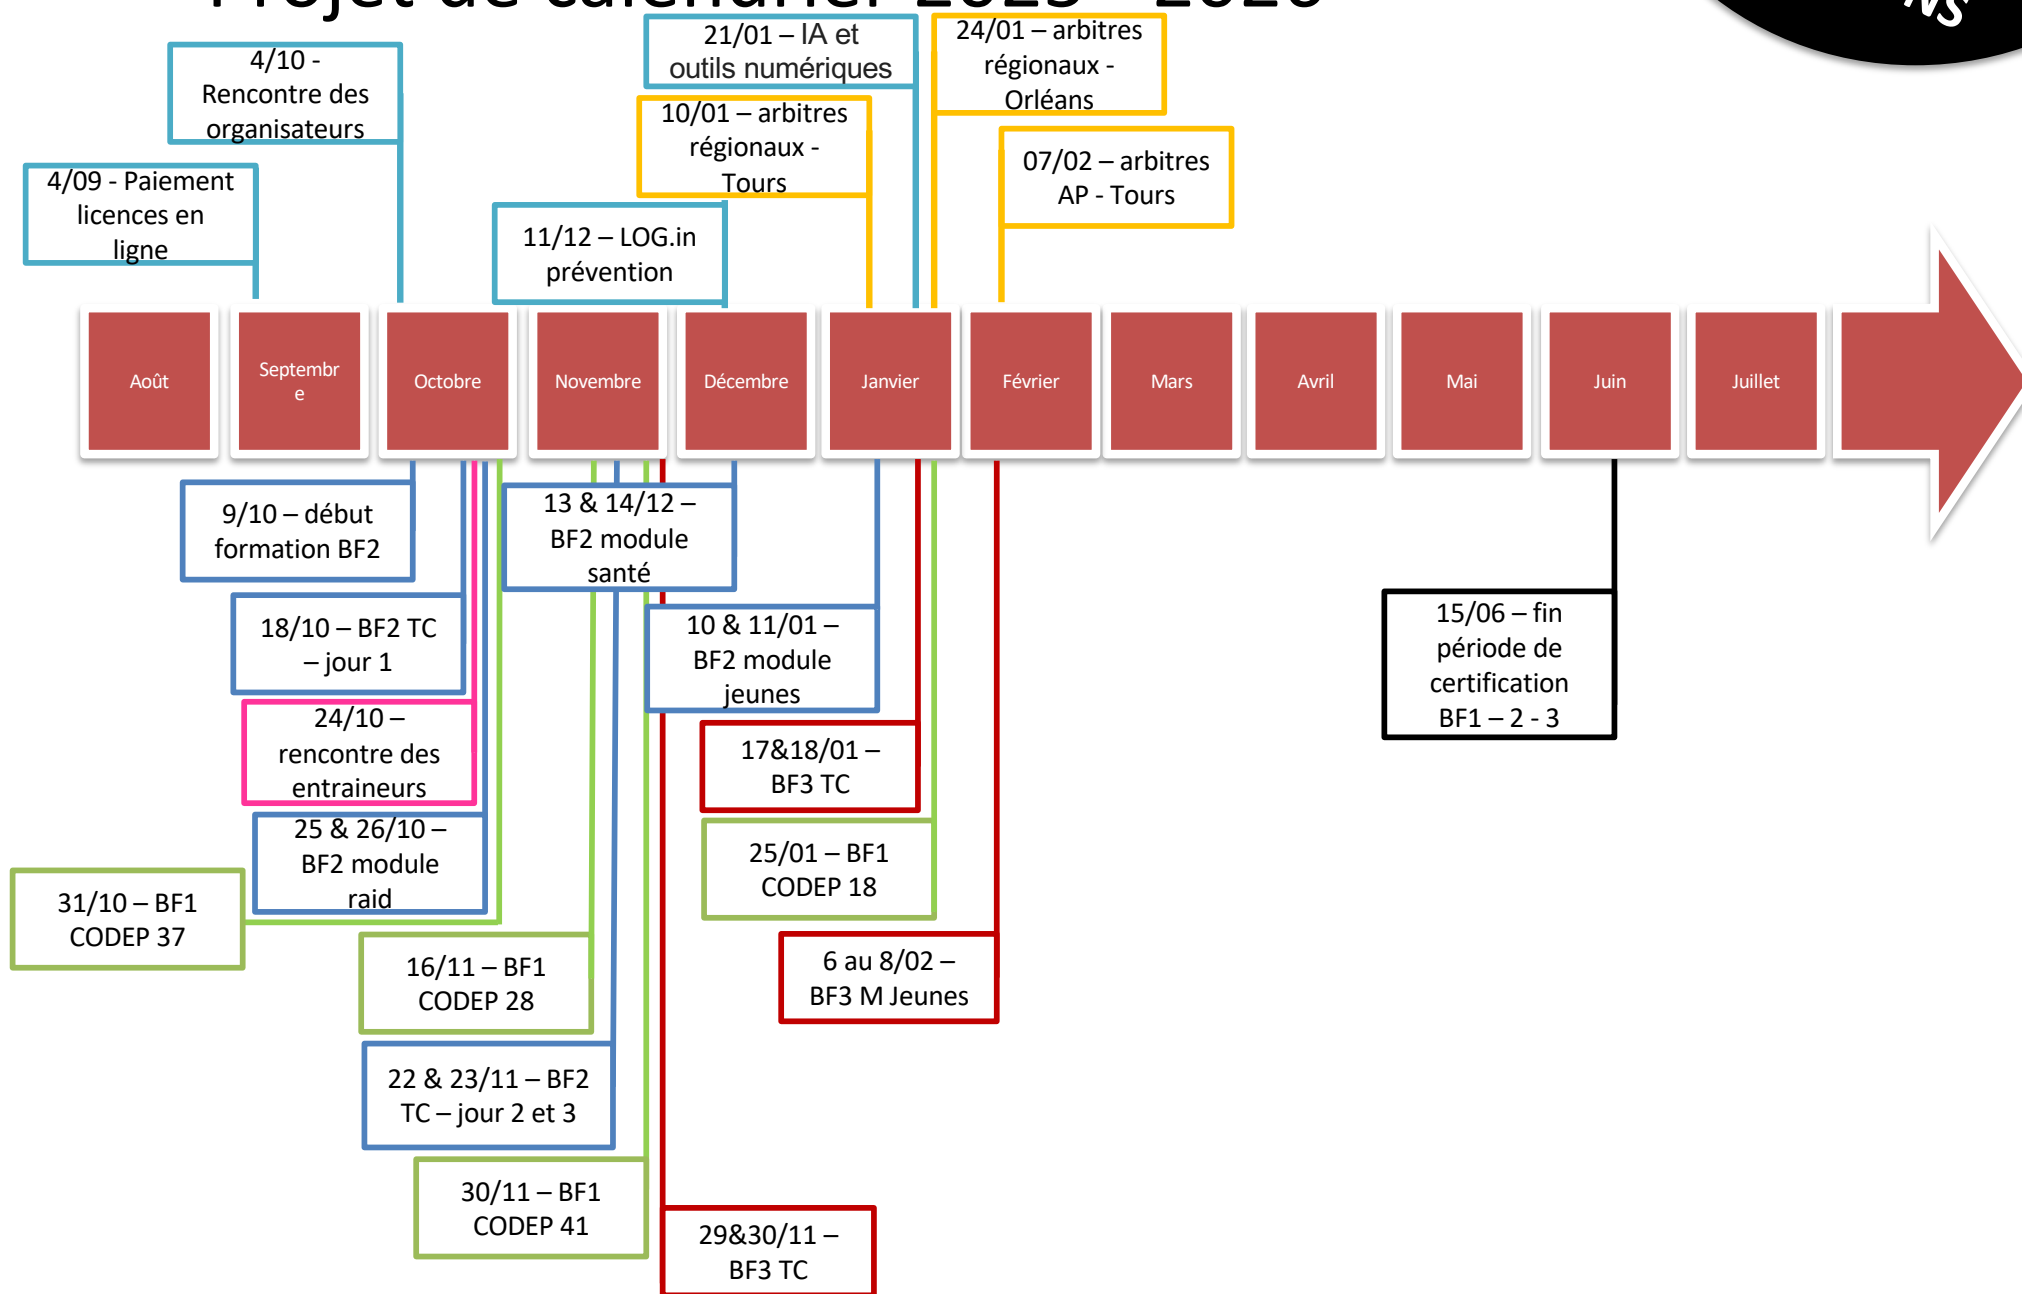 Projet de calendrier 2025 - 2026
NS
21/01 – IA et
outils numériques
24/01 – arbitres
régionaux -
Orléans
4/10 -
Rencontre des
organisateurs
10/01 – arbitres
régionaux -
Tours
07/02 – arbitres
AP - Tours
4/09 - Paiement
licences en
ligne
11/12 – LOG.in
prévention
Août
Septembr
e
Octobre
Novembre
Décembre
Janvier
Février
Mars
Avril
Mai
Juin
Juillet
9/10 – début
formation BF2
13 & 14/12 –
BF2 module
santé
18/10 – BF2 TC
– jour 1
10 & 11/01 –
BF2 module
jeunes
15/06 – fin
période de
certification
BF1 – 2 - 3
24/10 –
rencontre des
entraineurs
17&18/01 –
BF3 TC
25 & 26/10 –
BF2 module
raid
25/01 – BF1
CODEP 18
31/10 – BF1
CODEP 37
16/11 – BF1
CODEP 28
6 au 8/02 –
BF3 M Jeunes
22 & 23/11 – BF2
TC – jour 2 et 3
30/11 – BF1
CODEP 41
29&30/11 –
BF3 TC